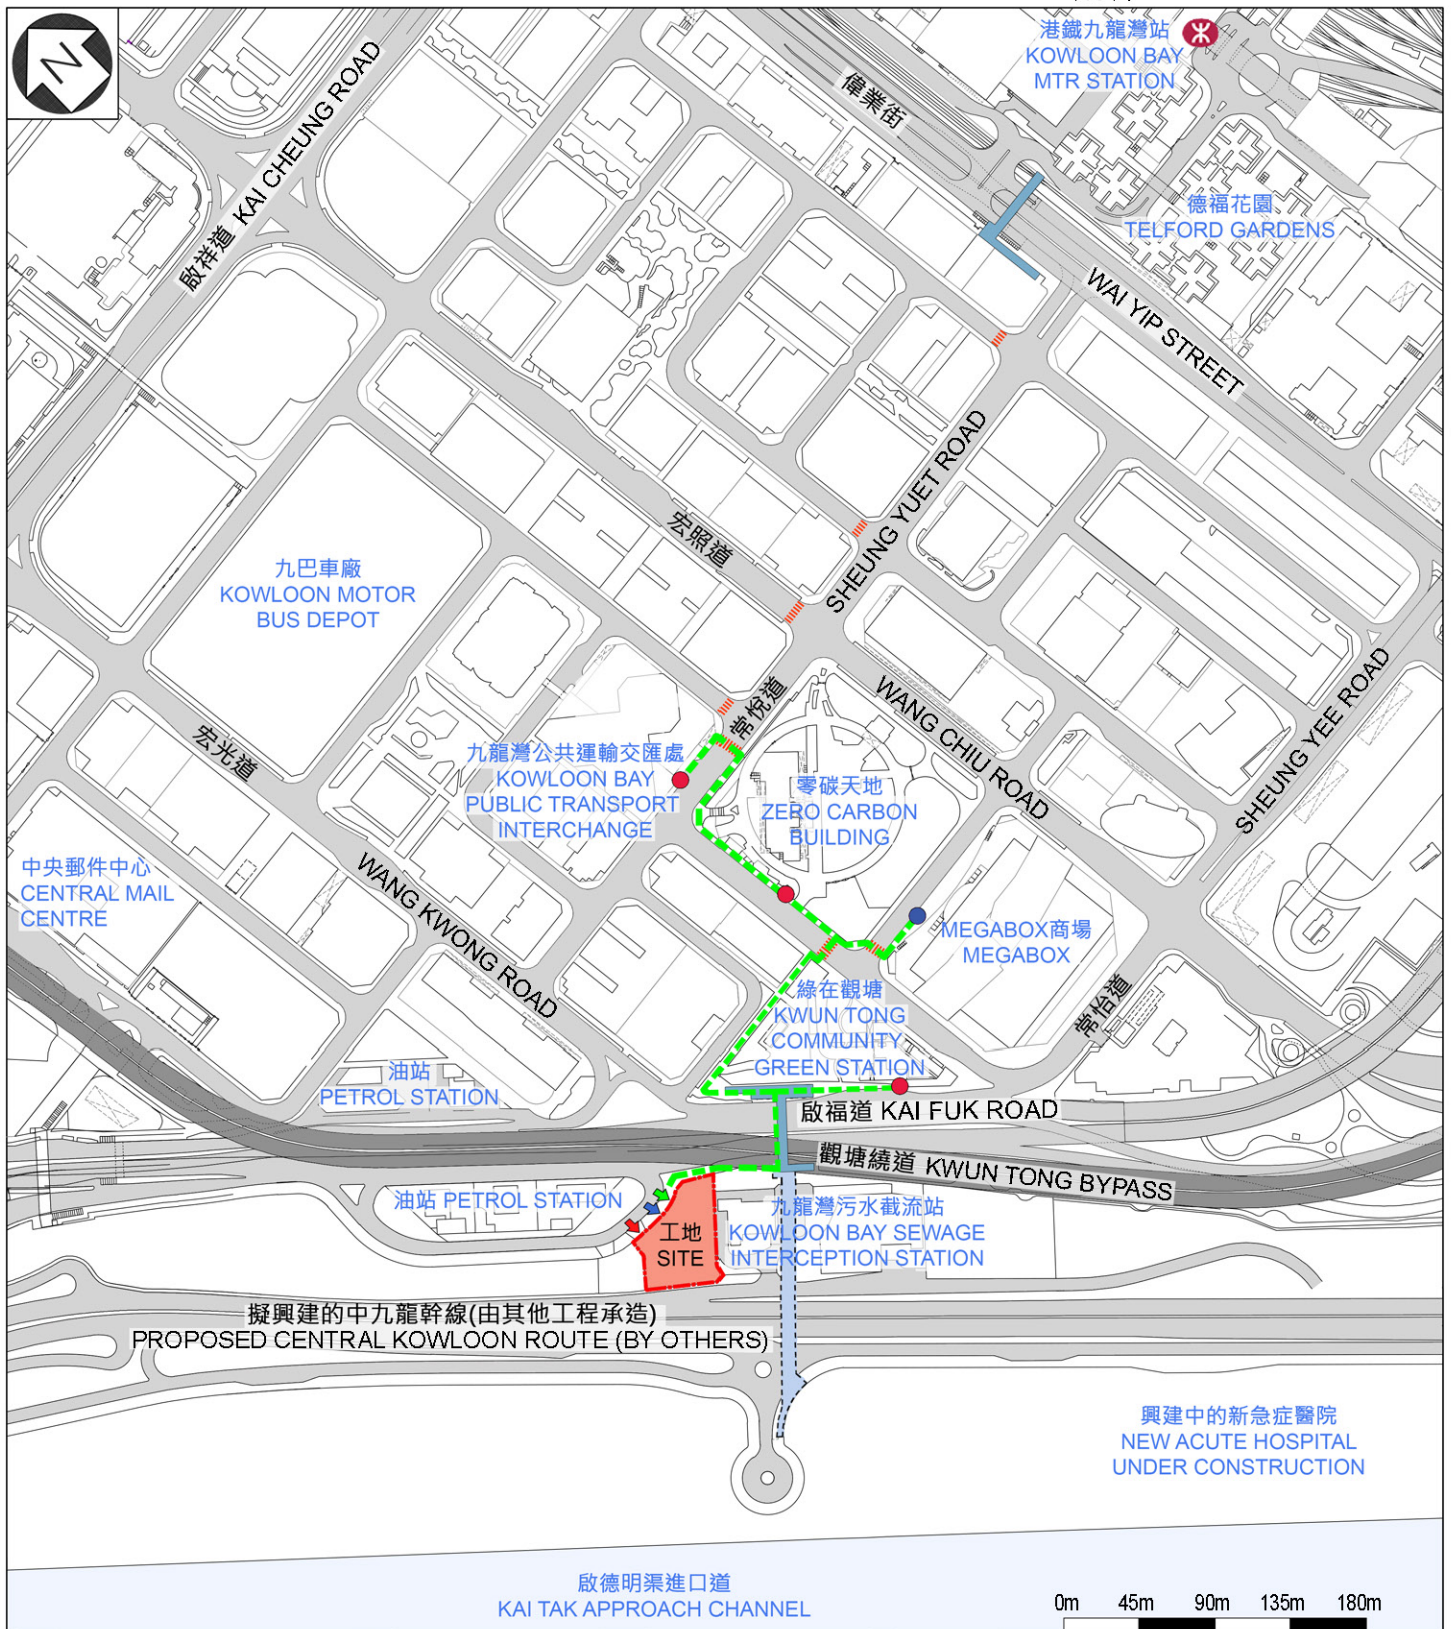 N
港鐵九龍灣站
KOWLOON BAY
MTR STATION
啟祥道 KAI CHEUNG ROAD
偉業街
德福花園
TELFORD GARDENS
WAI YIP STREET
SHEUNG YUET ROAD
宏照道
九巴車廠
KOWLOON MOTOR
BUS DEPOT
常悅道
WANG CHIU ROAD
SHEUNG YEE ROAD
宏光道
九龍灣公共運輸交匯處
KOWLOON BAY
PUBLIC TRANSPORT
INTERCHANGE
零碳天地
ZERO CARBON
BUILDING
中央郵件中心
CENTRAL MAIL
CENTRE
WANG KWONG ROAD
MEGABOX商場
MEGABOX
綠在觀塘
KWUN TONG
COMMUNITY
GREEN STATION
常怡道
油站
PETROL STATION
啟福道 KAI FUK ROAD
觀塘繞道 KWUN TONG BYPASS
油站 PETROL STATION
九龍灣污水截流站
KOWLOON BAY SEWAGE
INTERCEPTION STATION
工地
SITE
擬興建的中九龍幹線(由其他工程承造)
PROPOSED CENTRAL KOWLOON ROUTE (BY OTHERS)
興建中的新急症醫院
NEW ACUTE HOSPITAL
UNDER CONSTRUCTION
啟德明渠進口道
KAI TAK APPROACH CHANNEL
0m 45m 90m 135m 180m